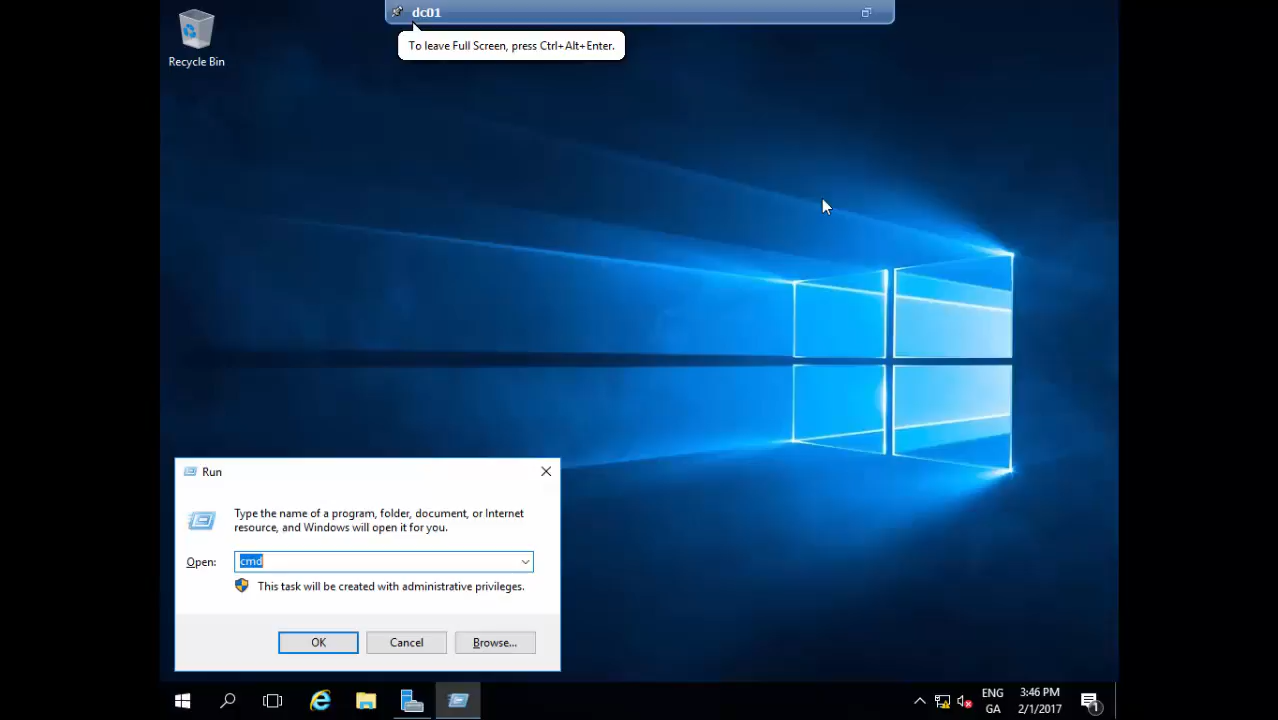 dc01
To leave Full Screen, press Ctrl+Alt+Enter.
Recycle Bin
Run
Type the name of a program, folder, document, or Internet
resource, and Windows will open it for you.
Open: cmd
This task will be created with administrative privileges.
OK Cancel Browse...
ENG
GA
3:46 PM
2/1/2017
1